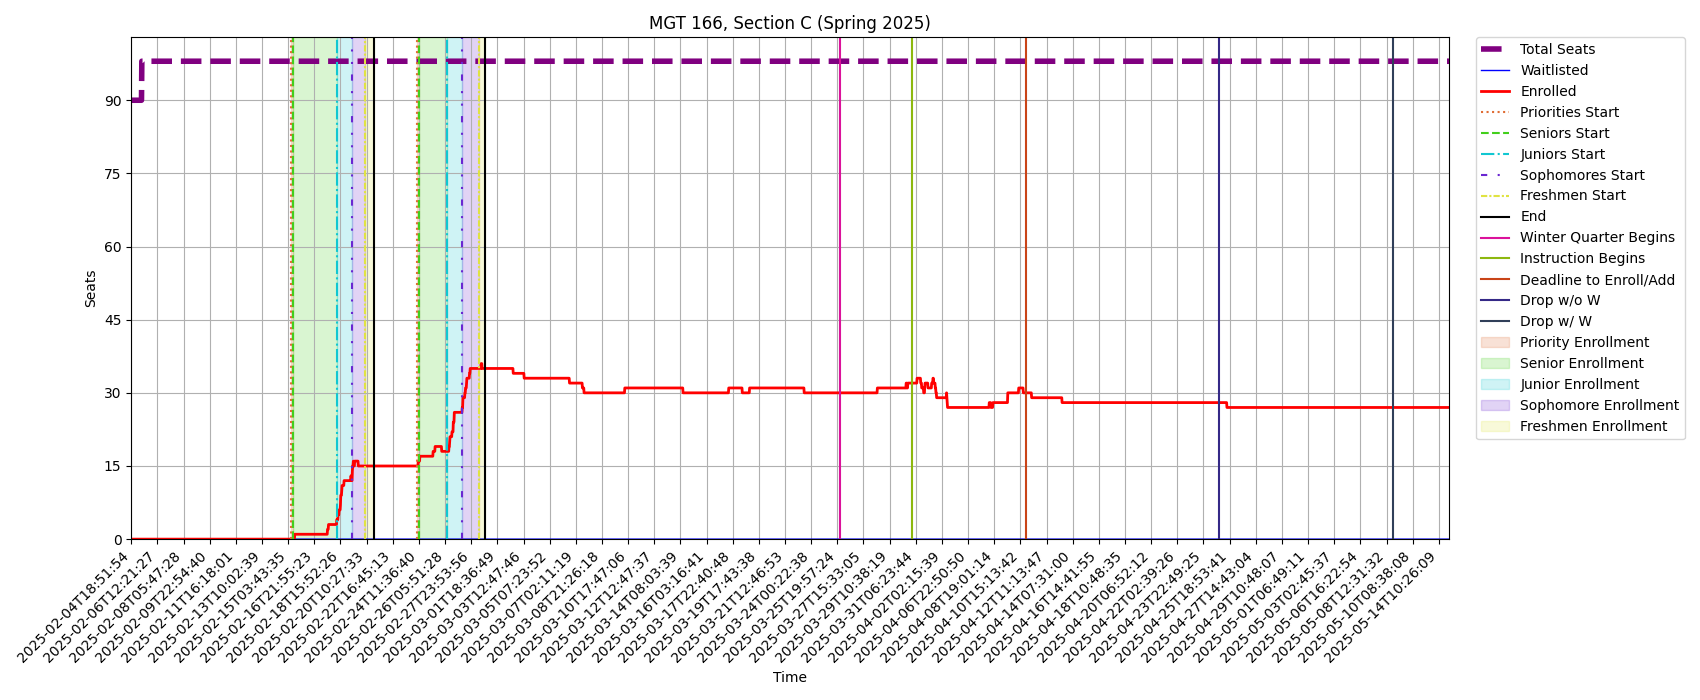 MGT 166, Section C (Spring 2025)
Seats
90
75
60
45
30
15
0
2025-02-04T18:51:54
2025-02-06T12:21:27
2025-02-08T05:47:28
2025-02-09T22:54:40
2025-02-11T16:18:01
2025-02-13T10:02:39
2025-02-15T03:43:35
2025-02-16T21:55:23
2025-02-18T15:52:26
2025-02-20T10:27:33
2025-02-22T16:45:13
2025-02-24T11:36:40
2025-02-26T05:51:28
2025-02-27T23:53:56
2025-03-01T18:36:49
2025-03-03T12:47:46
2025-03-05T07:23:52
2025-03-07T02:11:19
2025-03-08T21:26:18
2025-03-10T17:47:06
2025-03-12T12:47:37
2025-03-14T08:03:39
2025-03-16T03:16:41
2025-03-17T22:40:48
2025-03-19T17:43:38
2025-03-21T12:46:53
2025-03-24T00:22:38
2025-03-25T19:57:24
2025-03-27T15:33:05
2025-03-29T10:38:19
2025-03-31T06:23:44
2025-04-02T02:15:39
2025-04-06T22:50:50
2025-04-08T19:01:14
2025-04-10T15:13:42
2025-04-12T11:13:47
2025-04-14T07:31:00
2025-04-16T14:41:55
2025-04-18T10:48:35
2025-04-20T06:52:12
2025-04-22T02:39:26
2025-04-23T22:49:25
2025-04-25T18:53:41
2025-04-27T14:43:04
2025-04-29T10:48:07
2025-05-01T06:49:11
2025-05-03T02:45:37
2025-05-06T16:22:54
2025-05-08T12:31:32
2025-05-10T08:38:08
2025-05-14T10:26:09
Time
Total Seats
Waitlisted
Enrolled
Priorities Start
Seniors Start
Juniors Start
Sophomores Start
Freshmen Start
End
Winter Quarter Begins
Instruction Begins
Deadline to Enroll/Add
Drop w/o W
Drop w/ W
Priority Enrollment
Senior Enrollment
Junior Enrollment
Sophomore Enrollment
Freshmen Enrollment